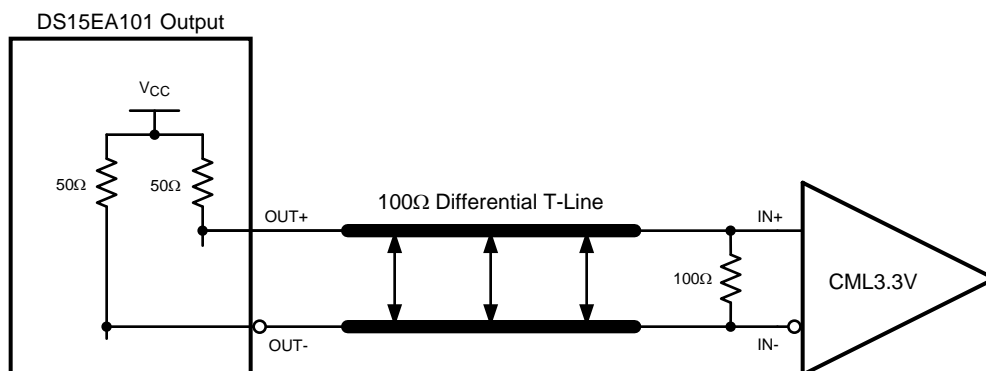 DS15EA101 Output
VCC
50Ω
50Ω
OUT+
100Ω Differential T-Line
IN+
100Ω
CML3.3V
OUT-
IN-